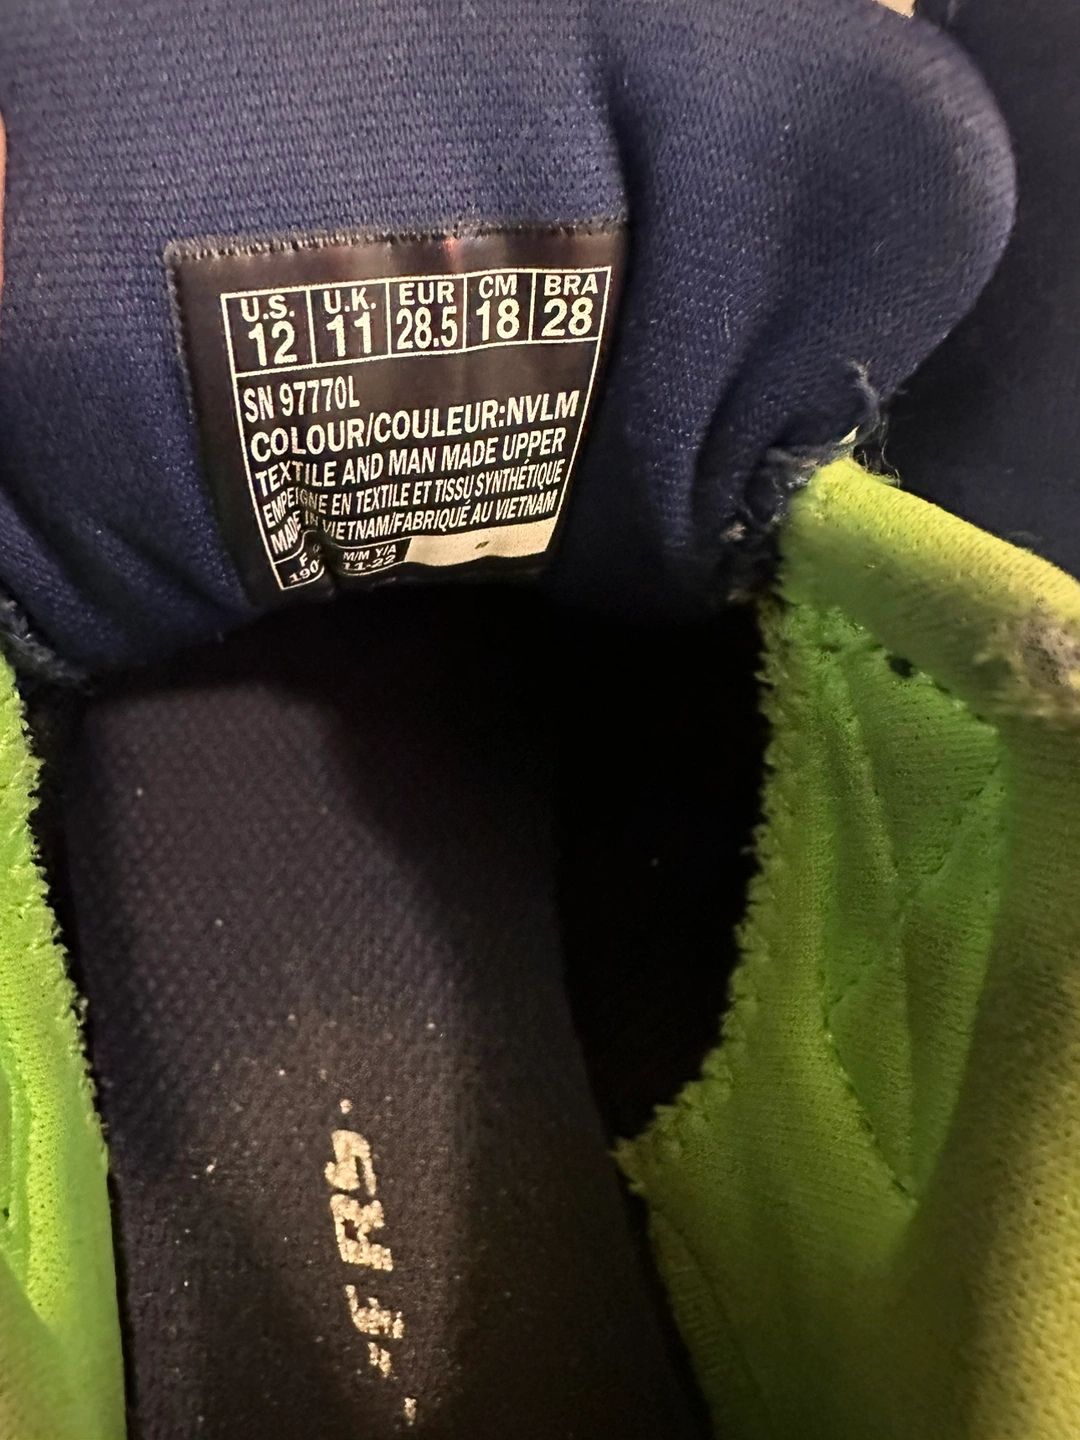 U.S. U.K. EUR CM BRA
12 11 28.5 18 28
SN 97770L
COLOUR/COULEUR:NVLM
TEXTILE AND MAN MADE UPPER
EMPEIGNE EN TEXTILE ET TISSU SYNTHÉTIQUE
MADE IN VIETNAM/FABRIQUÉ AU VIETNAM
M/M Y/A
11-22